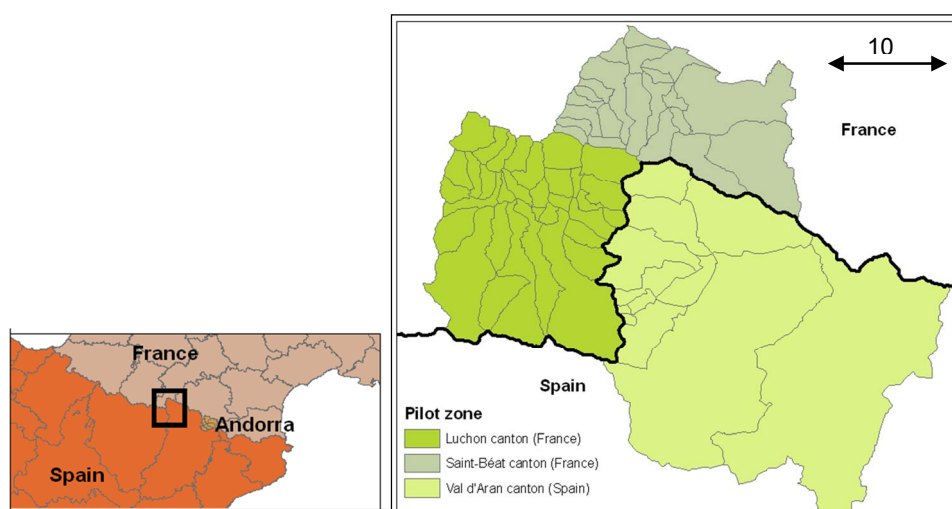 France
Andorra
Spain
10
France
Spain
Pilot zone
Luchon canton (France)
Saint-Béat canton (France)
Val d'Aran canton (Spain)